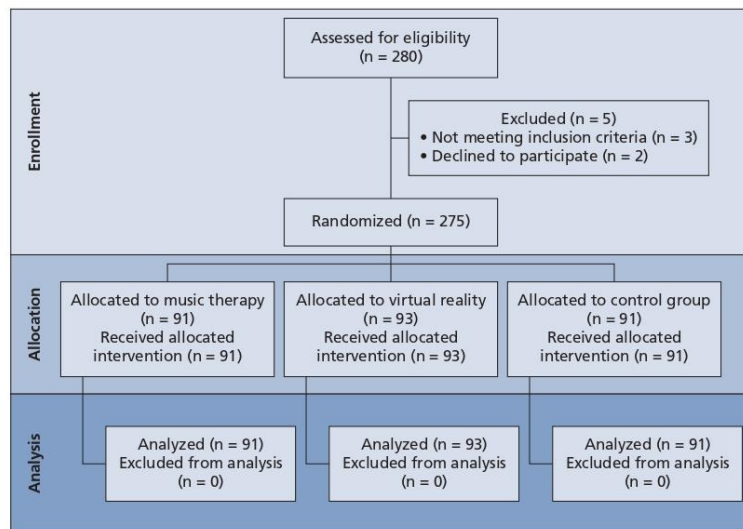 Enrollment
Assessed for eligibility
(n = 280)
Excluded (n = 5)
• Not meeting inclusion criteria (n = 3)
• Declined to participate (n = 2)
Randomized (n = 275)
Allocation
Allocated to music therapy
(n = 91)
Received allocated
intervention (n = 91)
Allocated to virtual reality
(n = 93)
Received allocated
intervention (n = 93)
Allocated to control group
(n = 91)
Received allocated
intervention (n = 91)
Analysis
Analyzed (n = 91)
Excluded from analysis
(n = 0)
Analyzed (n = 93)
Excluded from analysis
(n = 0)
Analyzed (n = 91)
Excluded from analysis
(n = 0)